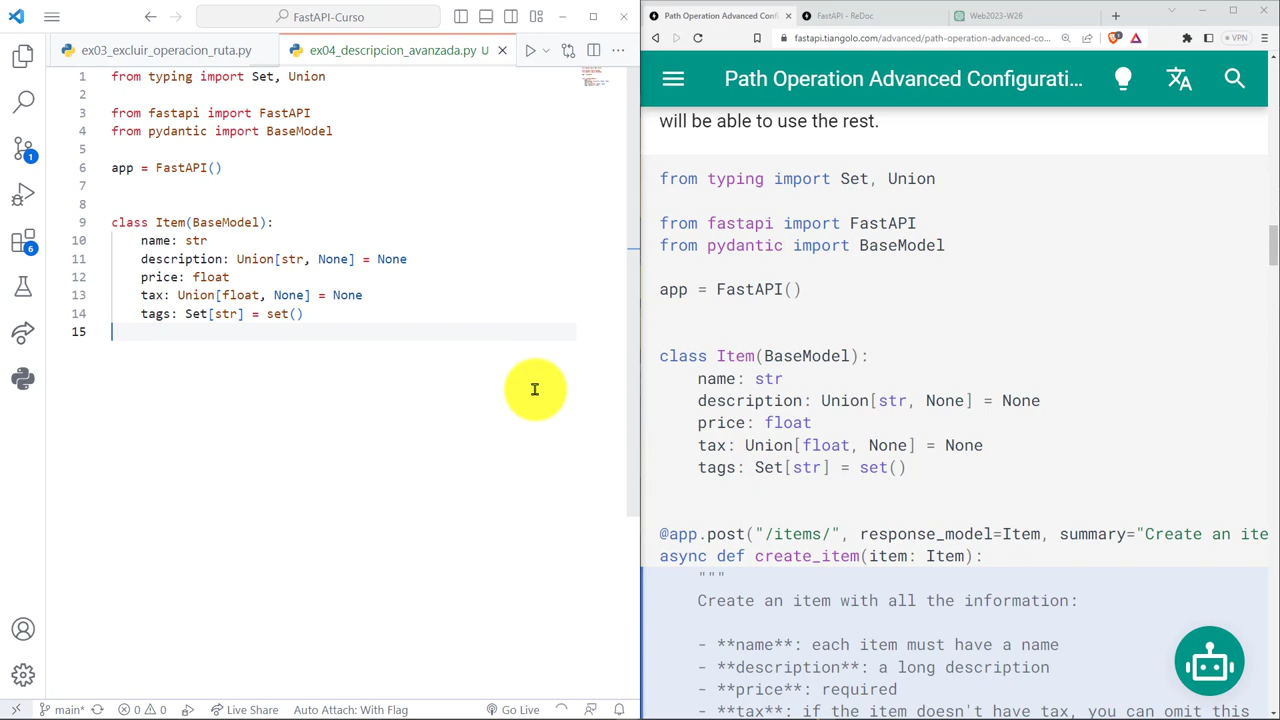 FastAPI-Curso
ex03_excluir_operacion_ruta.py
ex04_descripcion_avanzada.py U
1 from typing import Set, Union
2
3 from fastapi import FastAPI
4 from pydantic import BaseModel
5
6 app = FastAPI()
7
8
9 class Item(BaseModel):
10 name: str
11 description: Union[str, None] = None
12 price: float
13 tax: Union[float, None] = None
14 tags: Set[str] = set()
15
1
6
main*
0 0
Live Share
Auto Attach: With Flag
Go Live
Path Operation Advanced Confi
FastAPI - ReDoc
Web2023-W26
fastapi.tiangolo.com/advanced/path-operation-advanced-co...
VPN
Path Operation Advanced Configurati...
will be able to use the rest.
from typing import Set, Union
from fastapi import FastAPI
from pydantic import BaseModel
app = FastAPI()
class Item(BaseModel):
name: str
description: Union[str, None] = None
price: float
tax: Union[float, None] = None
tags: Set[str] = set()
@app.post("/items/", response_model=Item, summary="Create an ite
async def create_item(item: Item):
"""
Create an item with all the information:
- **name**: each item must have a name
- **description**: a long description
- **price**: required
- **tax**: if the item doesn't have tax, you can omit this